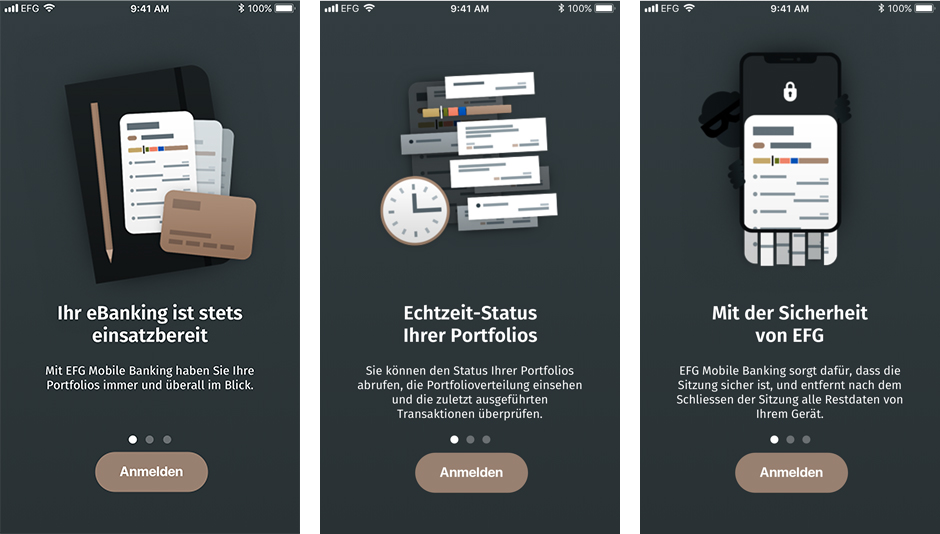 EFG
9:41 AM
100%
Ihr eBanking ist stets
einsatzbereit
Mit EFG Mobile Banking haben Sie Ihre
Portfolios immer und überall im Blick.
Anmelden
EFG
9:41 AM
100%
Echtzeit-Status
Ihrer Portfolios
Sie können den Status Ihrer Portfolios
abrufen, die Portfolioverteilung einsehen
und die zuletzt ausgeführten
Transaktionen überprüfen.
Anmelden
EFG
9:41 AM
100%
Mit der Sicherheit
von EFG
EFG Mobile Banking sorgt dafür, dass die
Sitzung sicher ist, und entfernt nach dem
Schliessen der Sitzung alle Restdaten von
Ihrem Gerät.
Anmelden